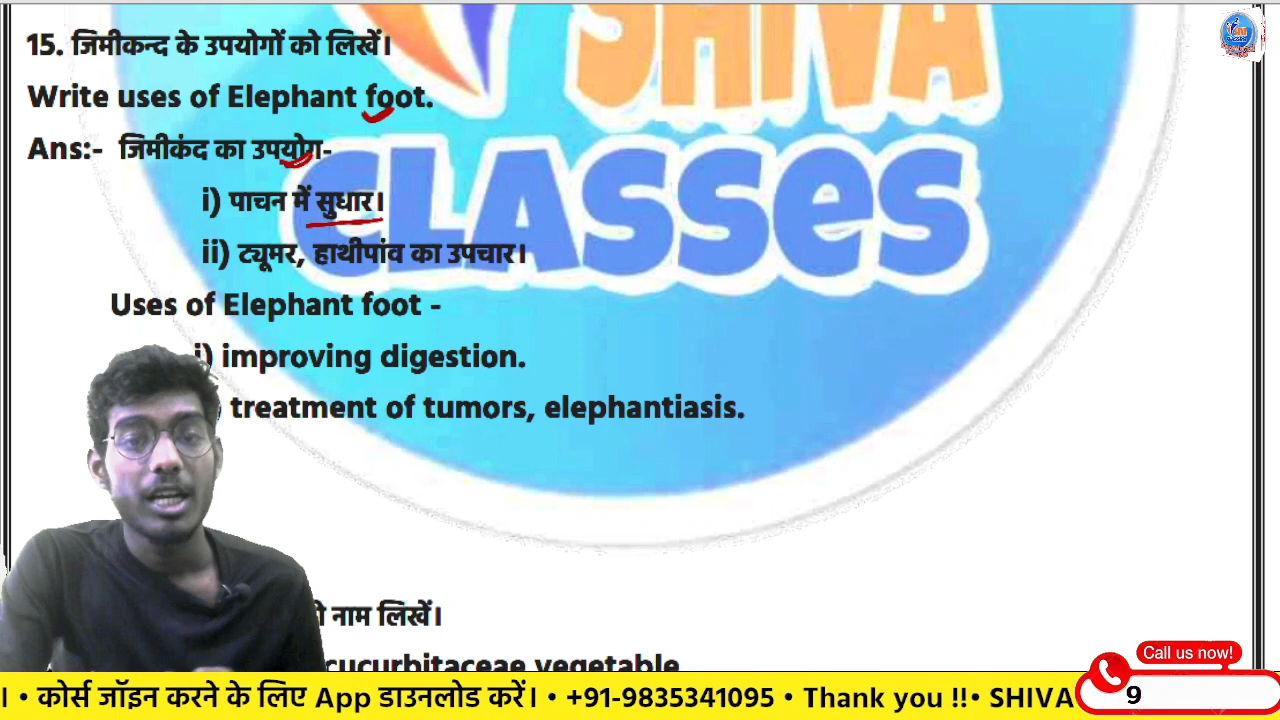 SHIVA
CLASSES
15. जिमीकन्द के उपयोगों को लिखें।
Write uses of Elephant foot.
Ans:- जिमीकंद का उपयोग-
i) पाचन में सुधार।
ii) ट्यूमर, हाथीपांव का उपचार।
Uses of Elephant foot -
i) improving digestion.
) treatment of tumors, elephantiasis.
नाम लिखें।
cucurbitaceae vegetable
Call us now!
। • कोर्स जॉइन करने के लिए App डाउनलोड करें। • +91-9835341095 • Thank you !!• SHIVA
9